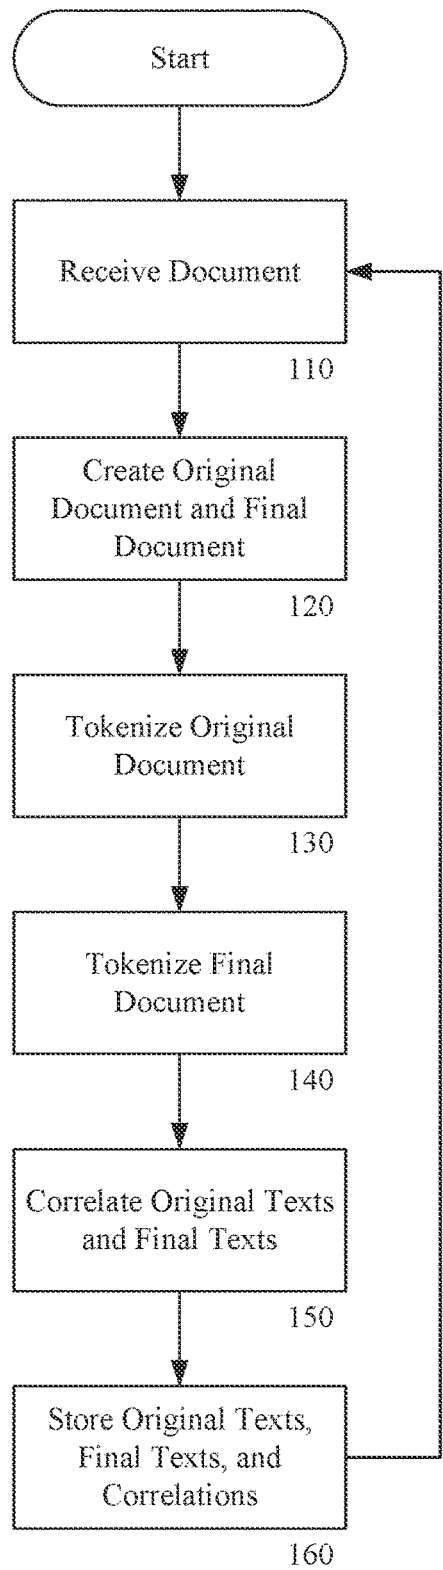 Start
Receive Document
110
Create Original
Document and Final
Document
120
Tokenize Original
Document
130
Tokenize Final
Document
140
Correlate Original Texts
and Final Texts
150
Store Original Texts,
Final Texts, and
Correlations
160